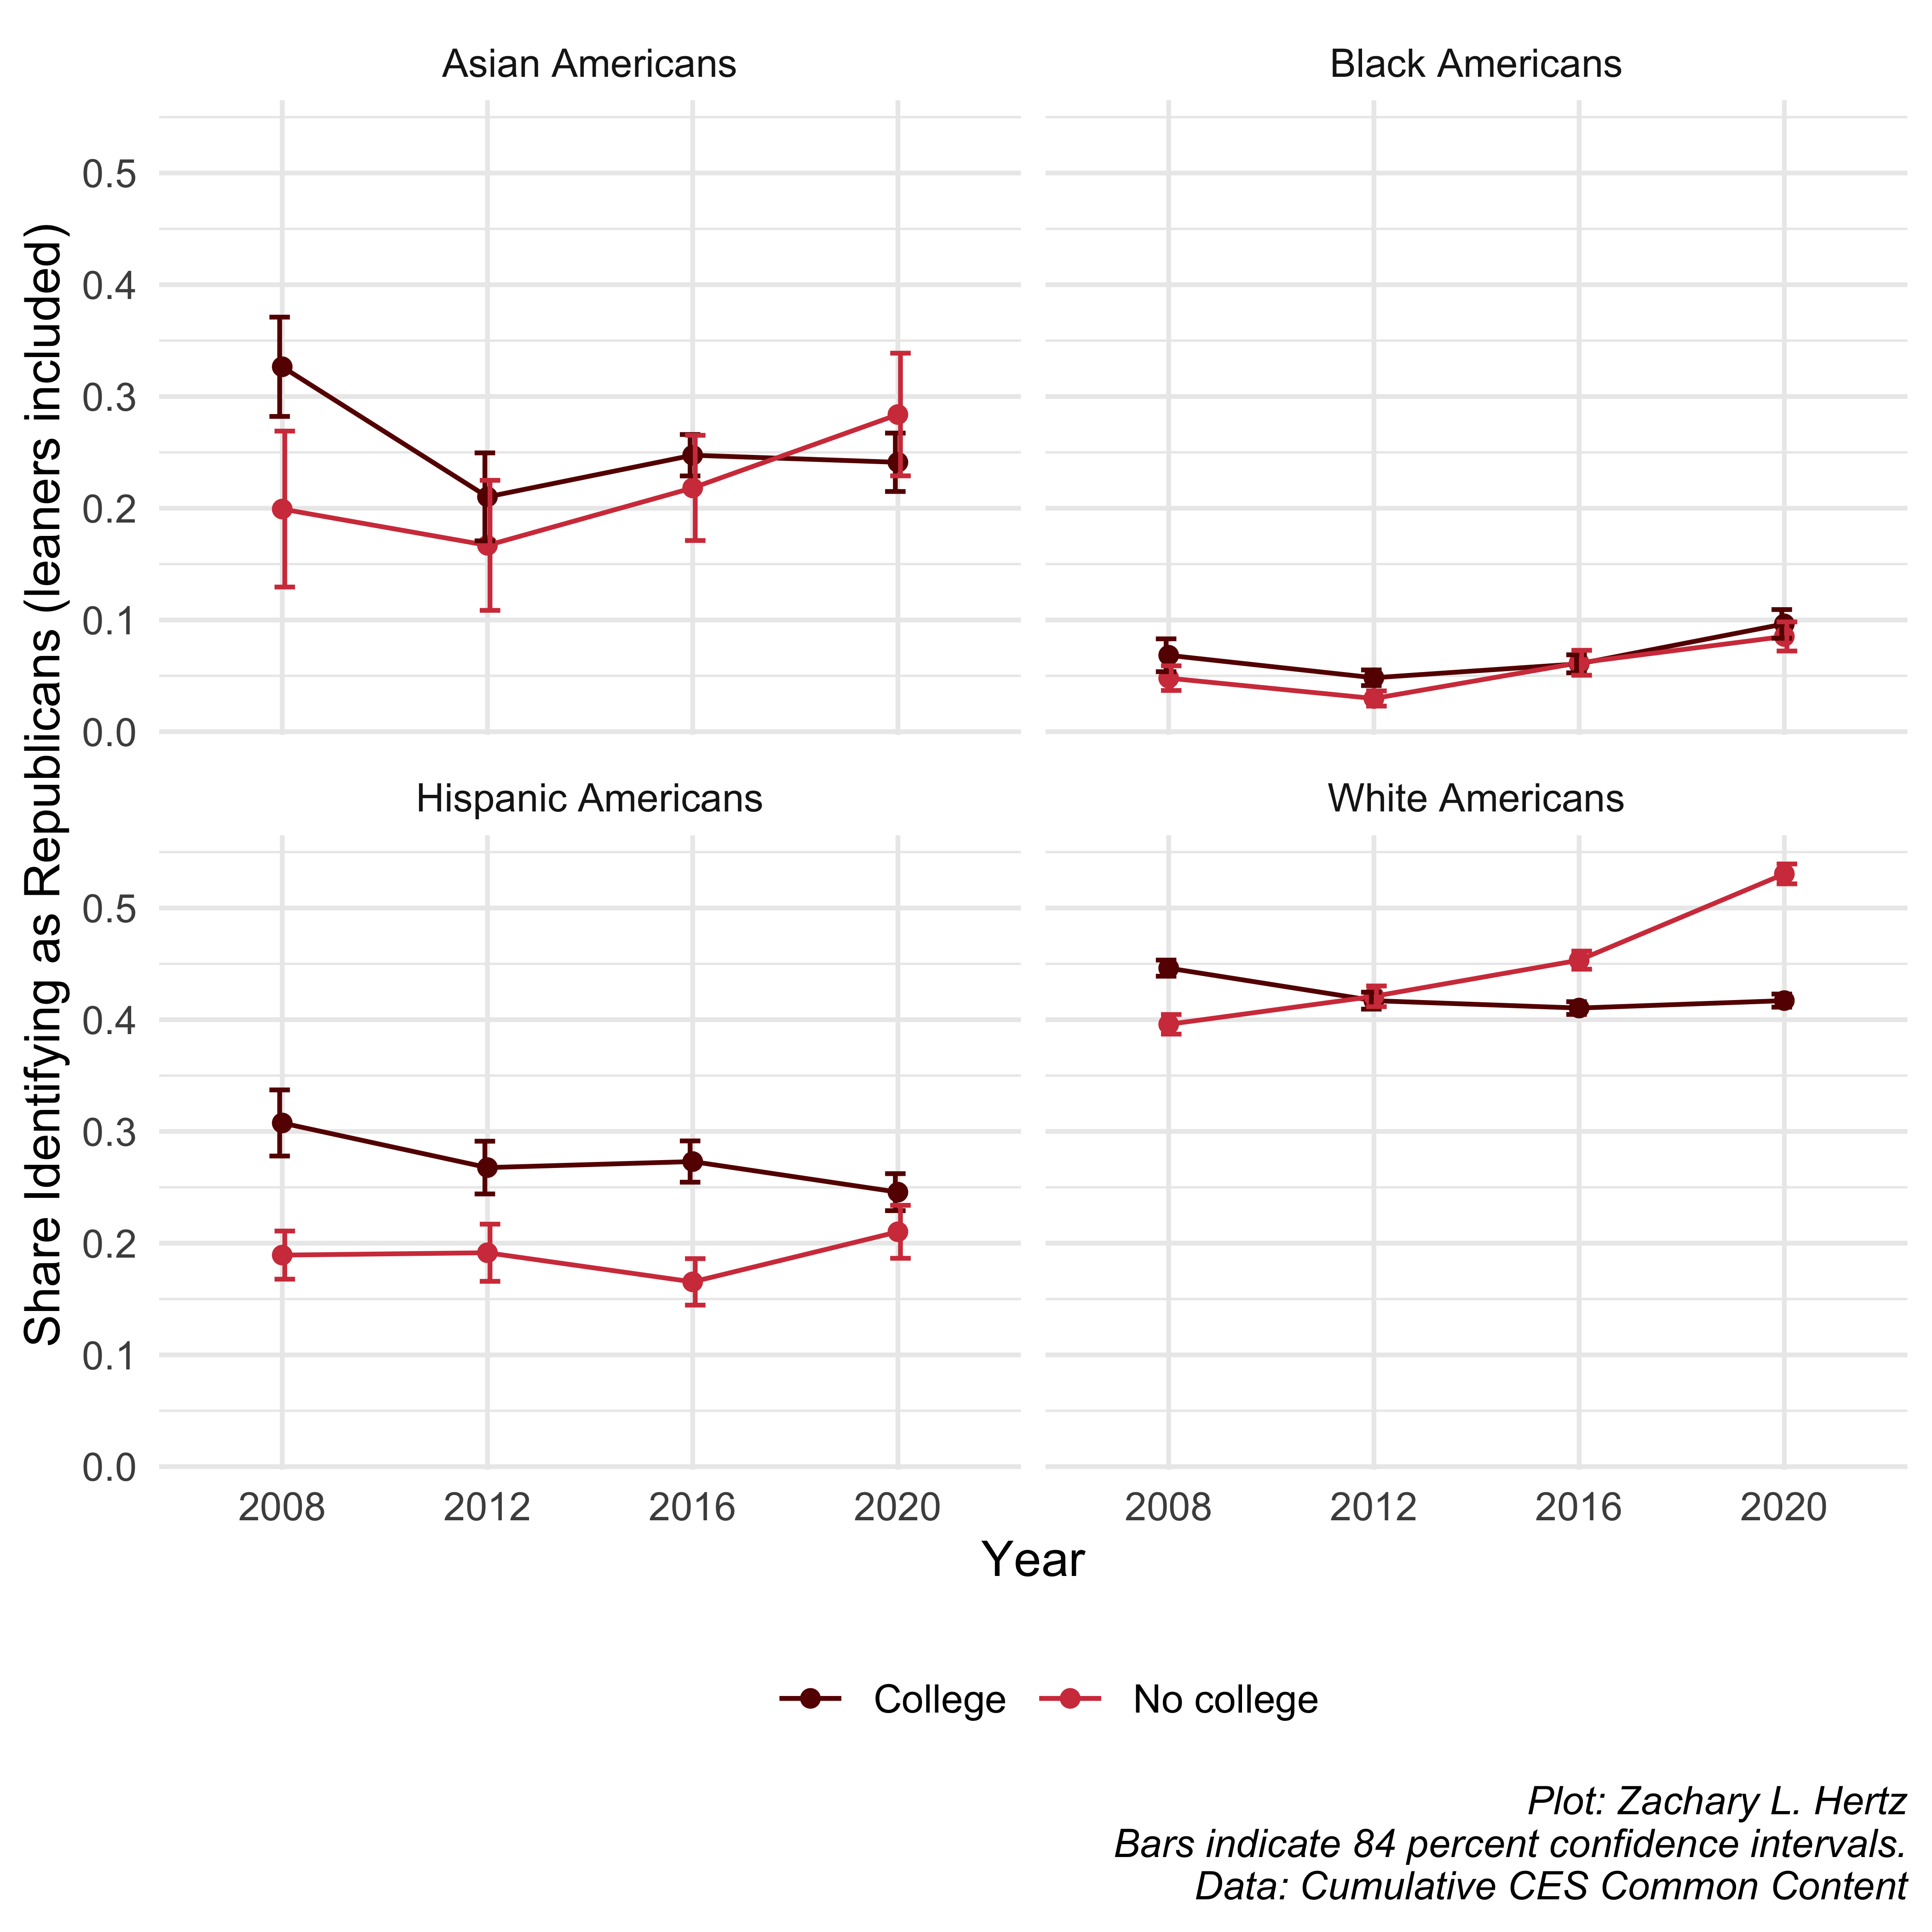 Asian Americans
Black Americans
0.5
0.4
0.3
0.2
0.1
0.0
Hispanic Americans
White Americans
0.5
0.4
0.3
0.2
0.1
0.0
Share Identifying as Republicans (leaners included)
2008 2012 2016 2020
2008 2012 2016 2020
Year
College No college
Plot: Zachary L. Hertz
Bars indicate 84 percent confidence intervals.
Data: Cumulative CES Common Content